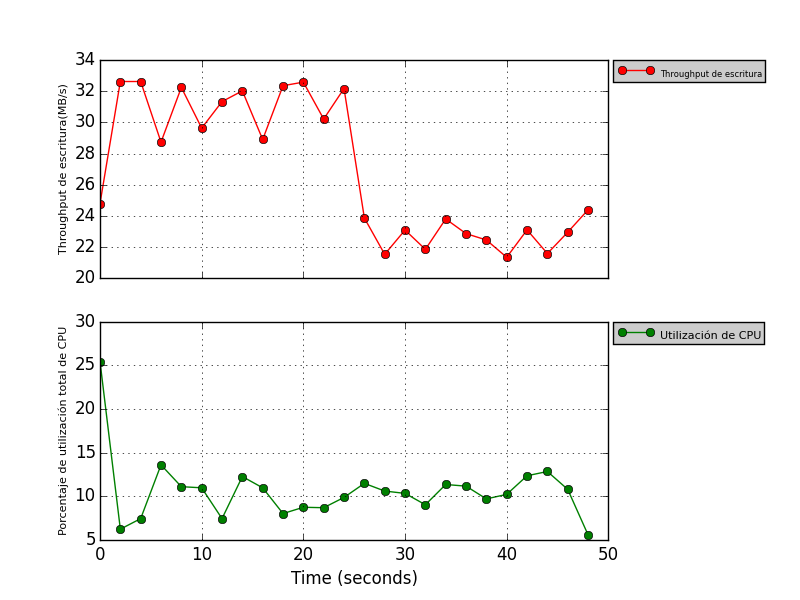 34
32
30
28
26
24
22
20
Throughput de escritura(MB/s)
Throughput de escritura
30
25
20
15
10
5
Porcentaje de utilización total de CPU
Utilización de CPU
0 10 20 30 40 50
Time (seconds)